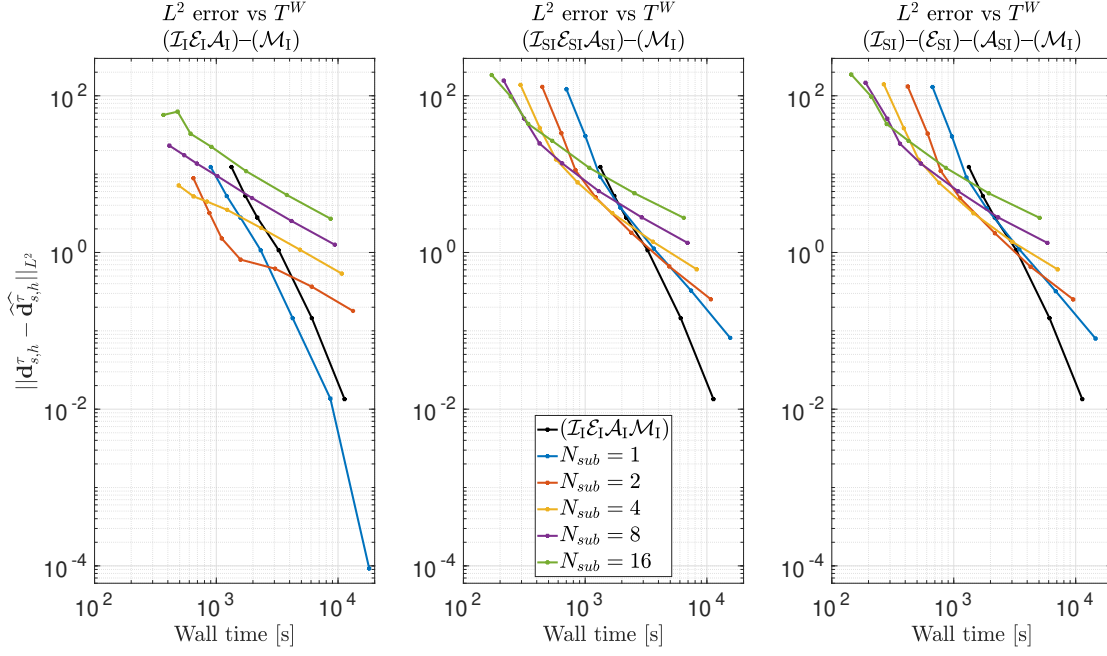 L² error vs T^W
(ℐ_I ℰ_I 𝒜_I)–(ℳ_I)
L² error vs T^W
(ℐ_SI ℰ_SI 𝒜_SI)–(ℳ_I)
L² error vs T^W
(ℐ_SI)–(ℰ_SI)–(𝒜_SI)–(ℳ_I)
||𝐝^τ_{s,h} − \widehat{𝐝^τ_{s,h}}||_{L²}
10²
10⁰
10⁻²
10⁻⁴
10² 10³ 10⁴
Wall time [s]
10²
10⁰
10⁻²
10⁻⁴
10² 10³ 10⁴
Wall time [s]
(ℐ_I ℰ_I 𝒜_I ℳ_I)
N_sub = 1
N_sub = 2
N_sub = 4
N_sub = 8
N_sub = 16
10²
10⁰
10⁻²
10⁻⁴
10² 10³ 10⁴
Wall time [s]